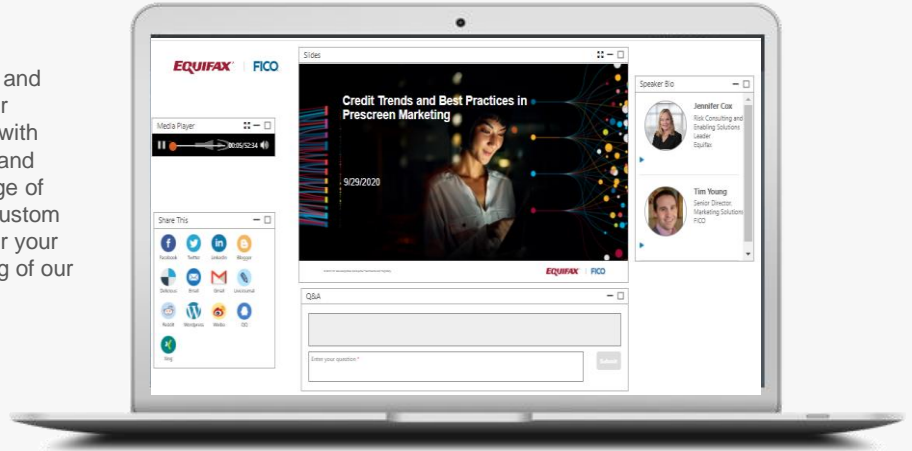 and
r
with
and
ge of
ustom
r your
g of our
EQUIFAX | FICO
Media Player
00:05/52:34
Share This
Facebook Twitter LinkedIn Blogger
Delicious Email Gmail LiveJournal
Reddit Wordpress Weibo QQ
Xing
Slides
Credit Trends and Best Practices in
Prescreen Marketing
9/29/2020
EQUIFAX | FICO
Q&A
Enter your question *
Submit
Speaker Bio
Jennifer Cox
Risk Consulting and
Enabling Solutions
Leader
Equifax
Tim Young
Senior Director,
Marketing Solutions
FICO